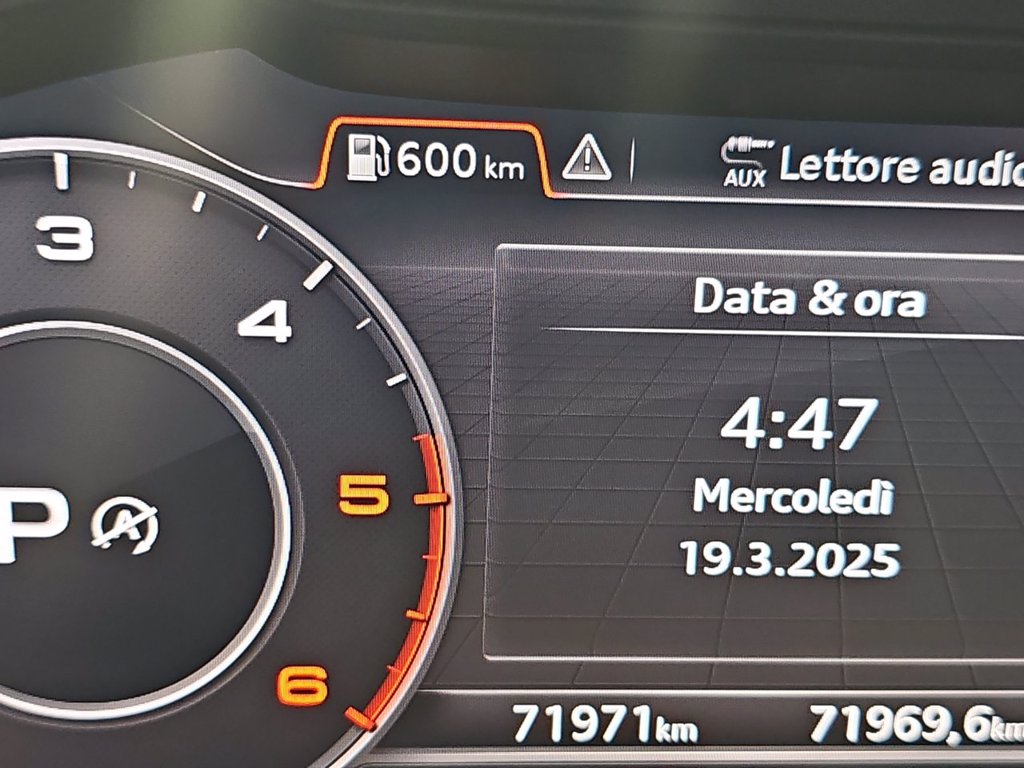 600 km
AUX Lettore audio
3
4
Data & ora
4:47
5
Mercoledì
P A
19.3.2025
6
71971 km 71969,6 km